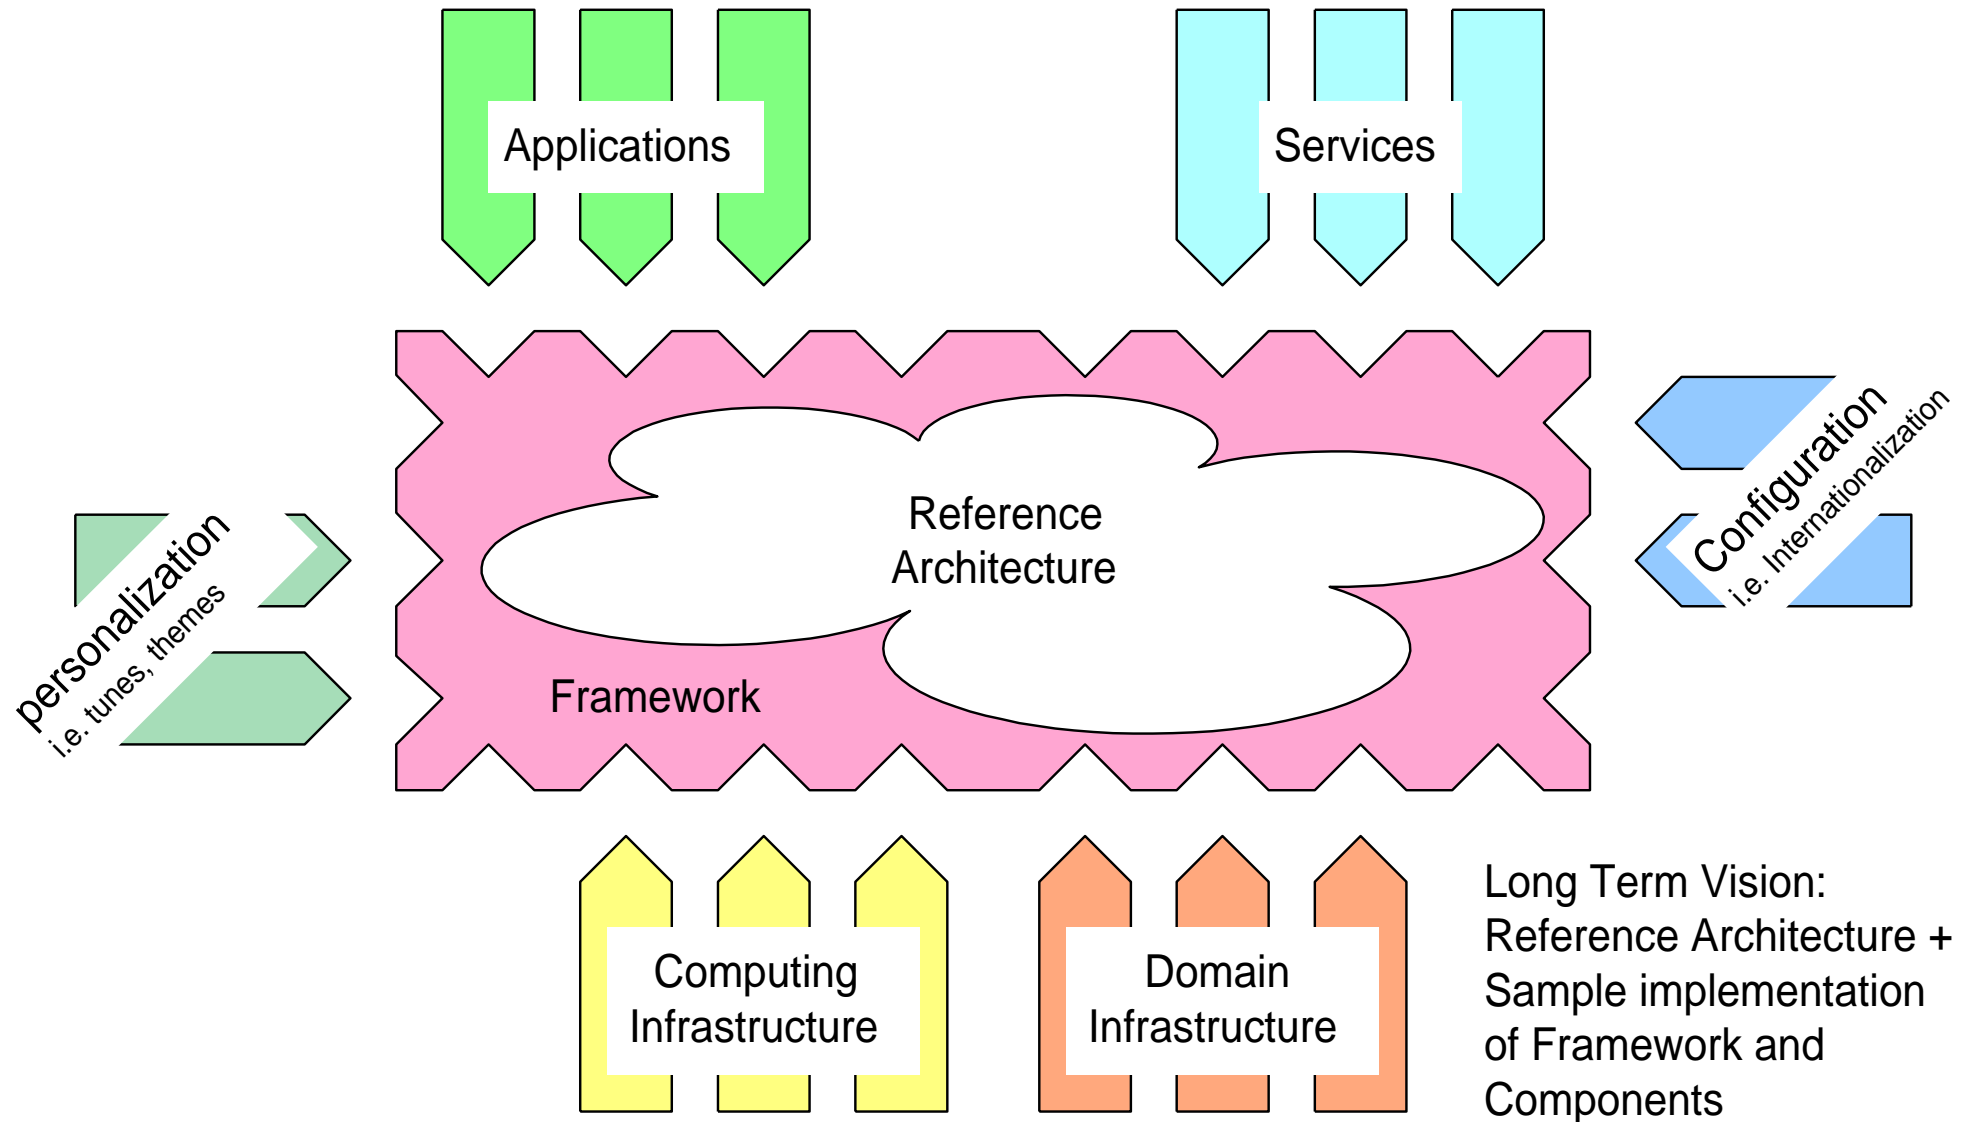 Applications
Services
Reference
Architecture
Configuration
i.e. Internationalization
personalization
i.e. tunes, themes
Framework
Computing
Infrastructure
Domain
Infrastructure
Long Term Vision:
Reference Architecture +
Sample implementation
of Framework and
Components